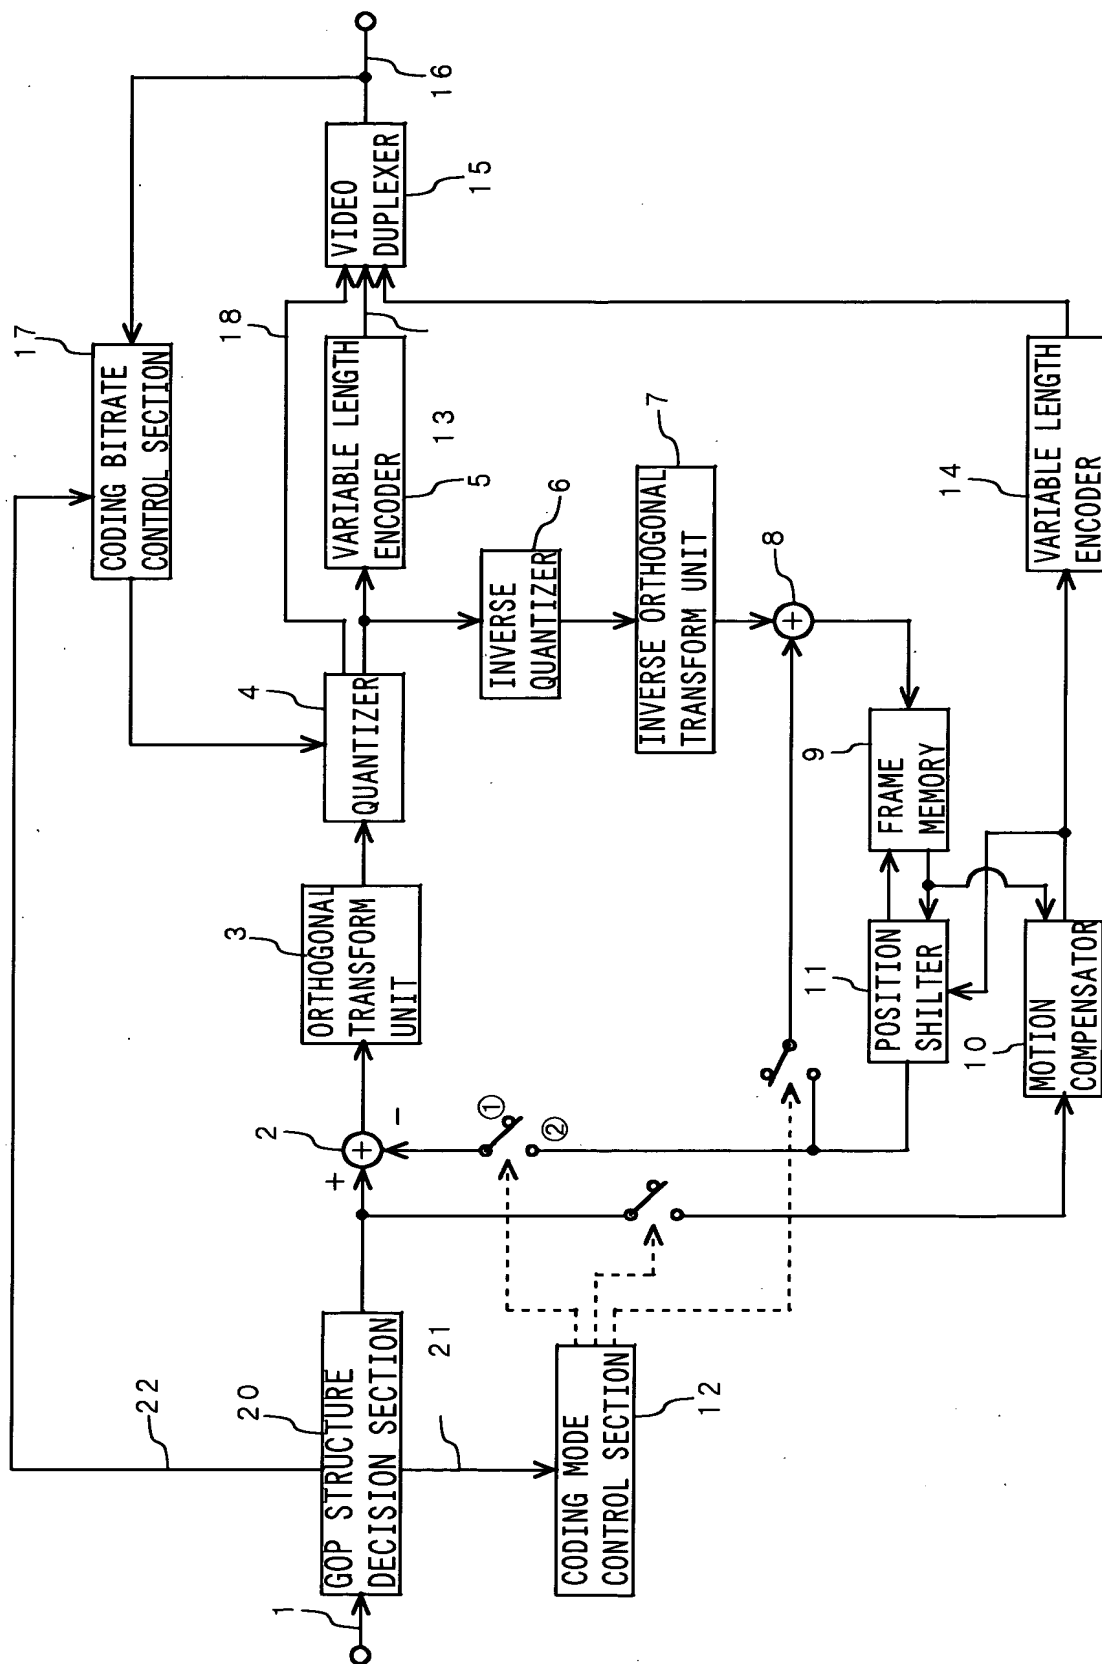 1
GOP STRUCTURE
DECISION SECTION
20
22
21
CODING MODE
CONTROL SECTION
12
+
2
+
−
①
②
3
ORTHOGONAL
TRANSFORM
UNIT
4
QUANTIZER
17
CODING BITRATE
CONTROL SECTION
18
VARIABLE LENGTH
ENCODER
5
13
VIDEO
DUPLEXER
15
16
INVERSE
QUANTIZER
6
INVERSE ORTHOGONAL
TRANSFORM UNIT
7
+
8
9
FRAME
MEMORY
11
POSITION
SHILTER
10
MOTION
COMPENSATOR
14
VARIABLE LENGTH
ENCODER